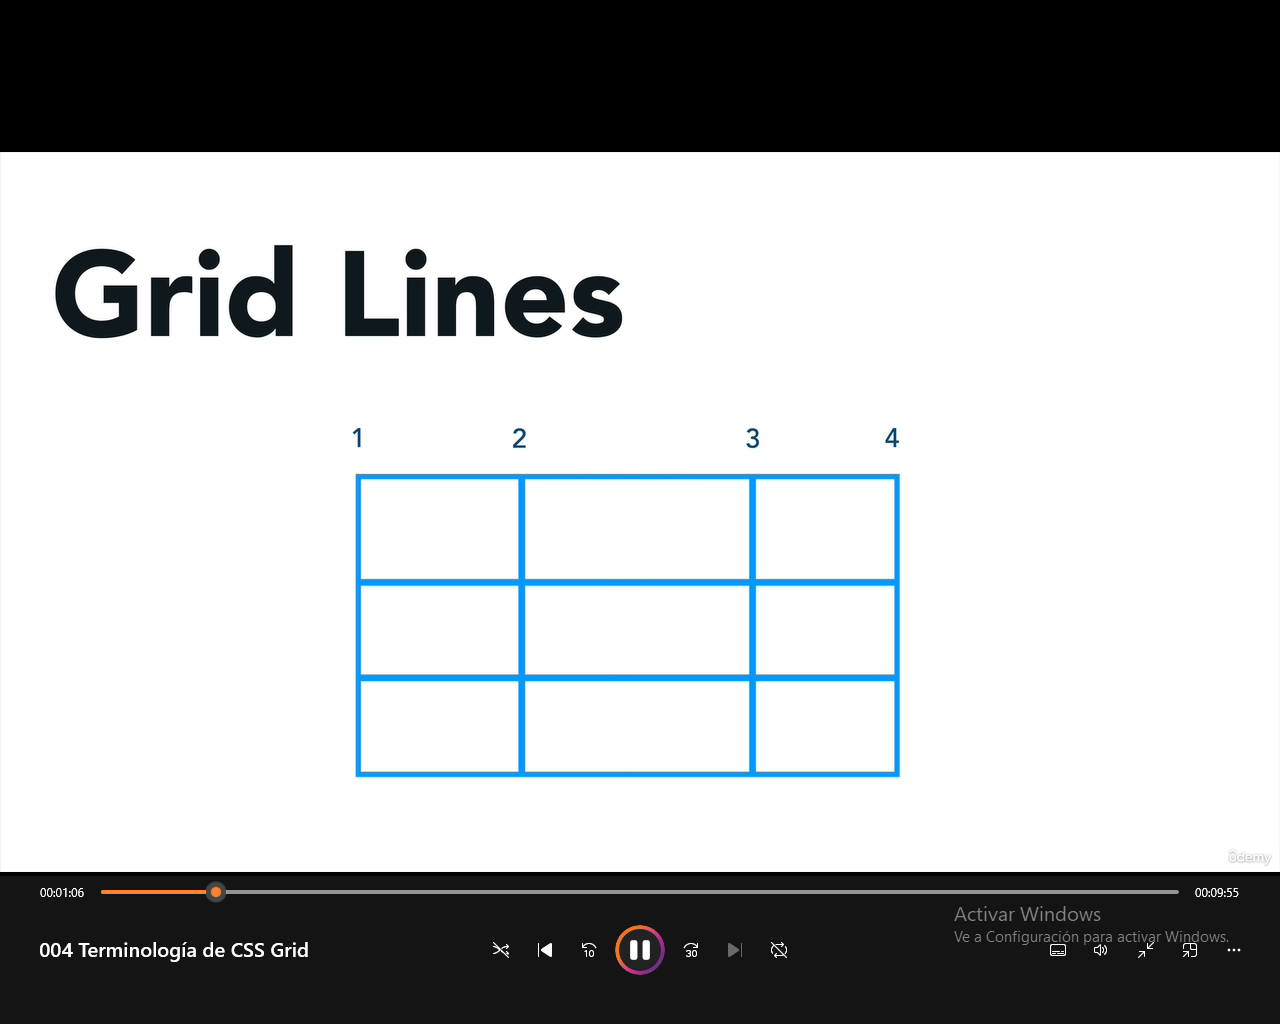 Grid Lines
1 2 3 4
ûdemy
00:01:06
00:09:55
Activar Windows
Ve a Configuración para activar Windows.
004 Terminología de CSS Grid
10
30